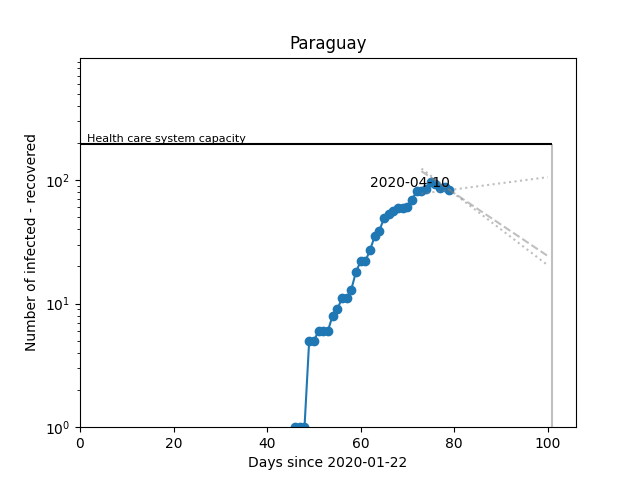 Paraguay
Health care system capacity
2020-04-10
Number of infected - recovered
10²
10¹
10⁰
0 20 40 60 80 100
Days since 2020-01-22